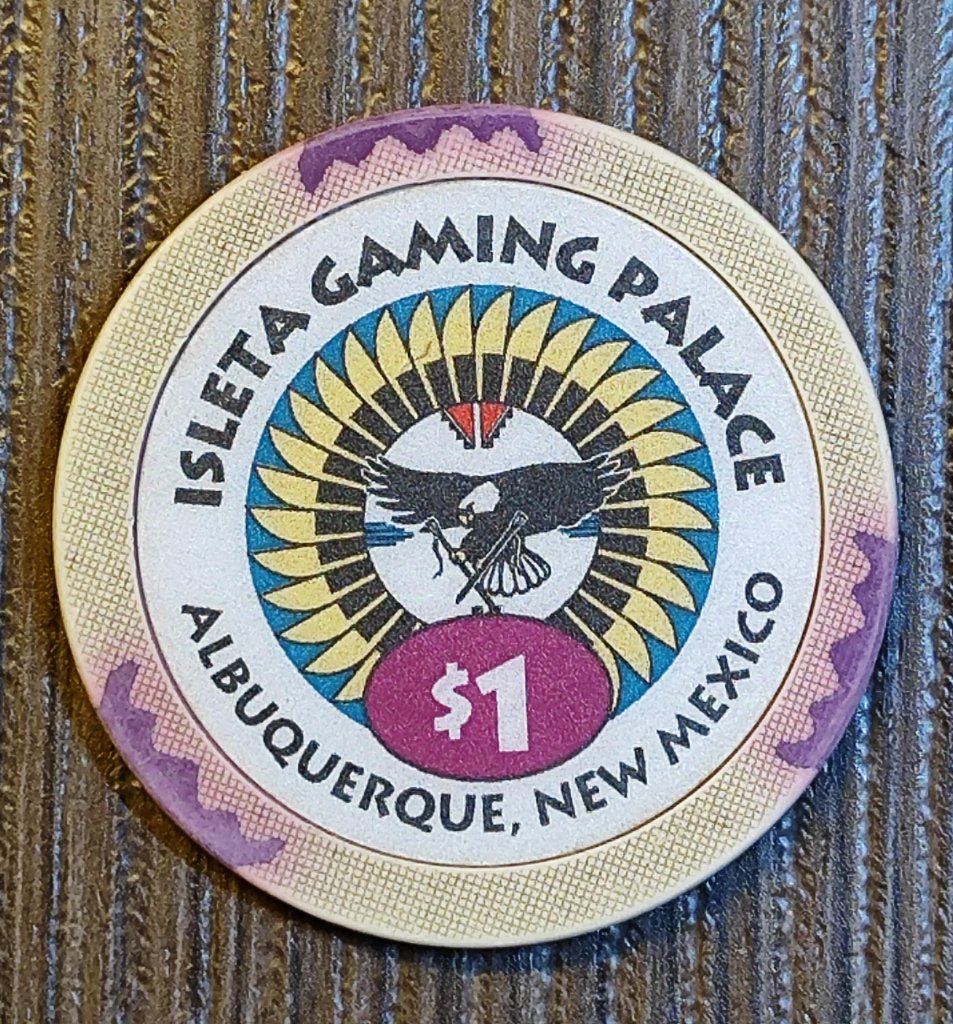 ISLETA GAMING PALACE
$1
ALBUQUERQUE, NEW MEXICO